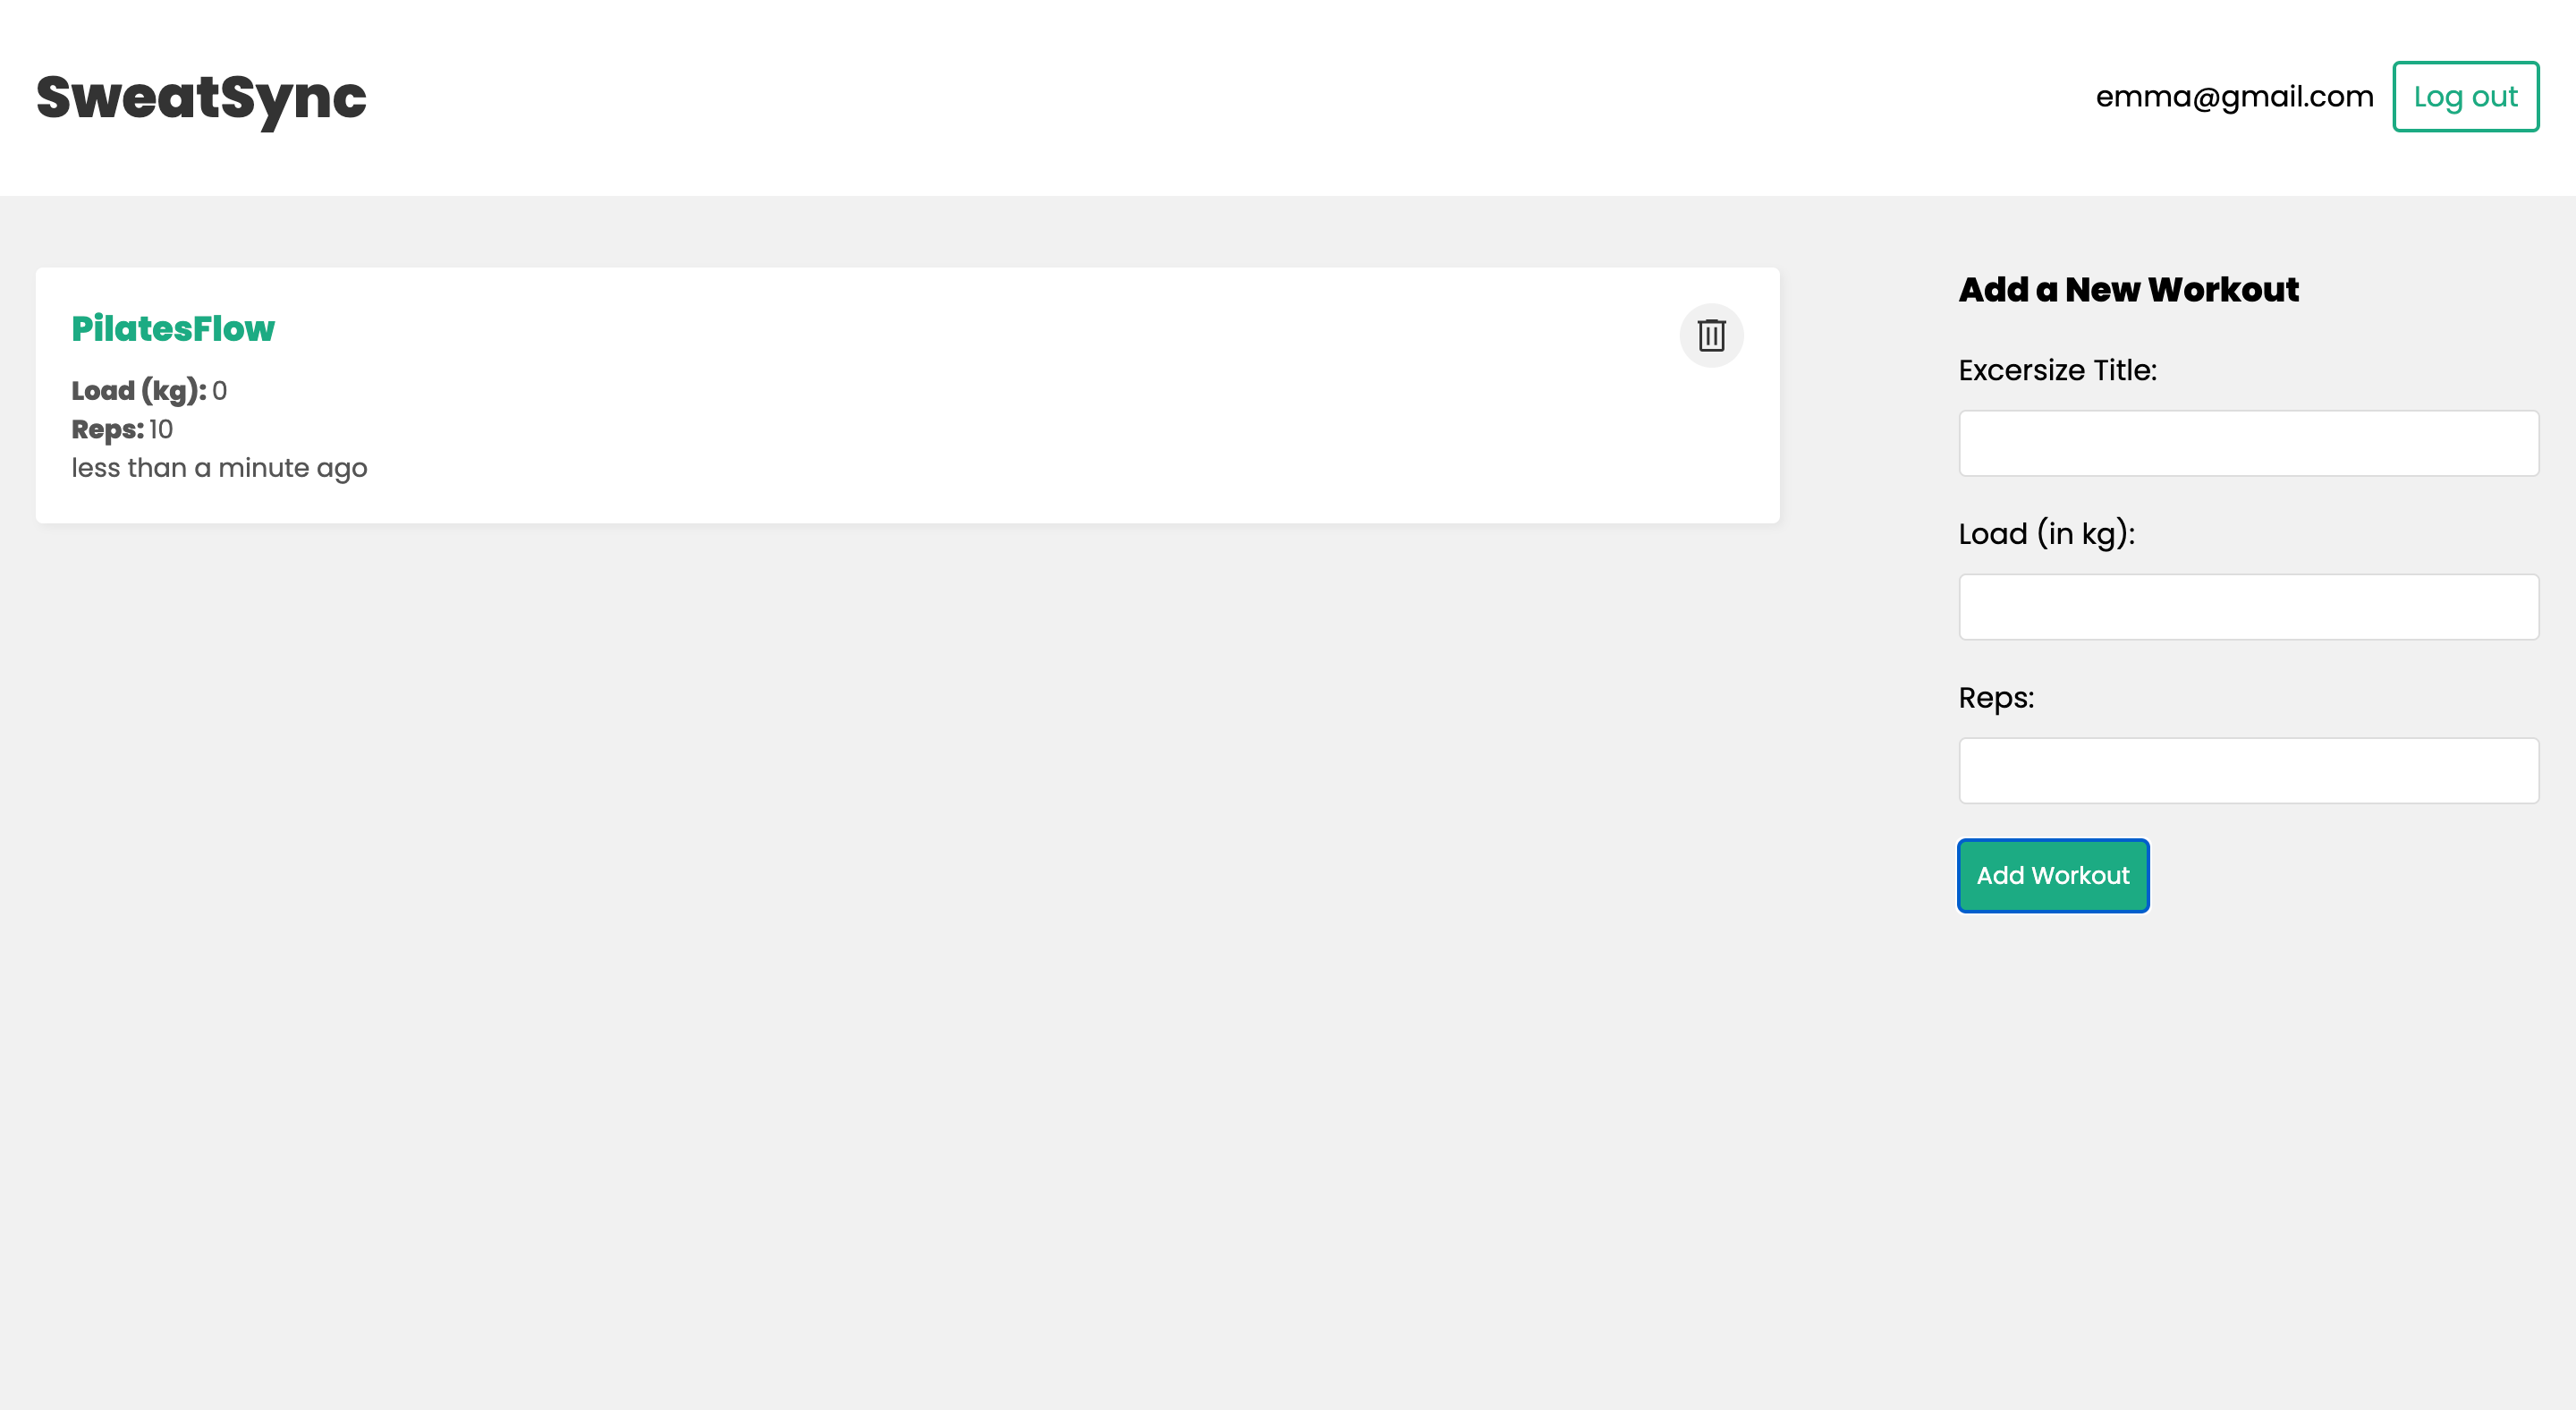 SweatSync
emma@gmail.com
Log out
PilatesFlow
Load (kg): 0
Reps: 10
less than a minute ago
Add a New Workout
Excersize Title:
Load (in kg):
Reps:
Add Workout